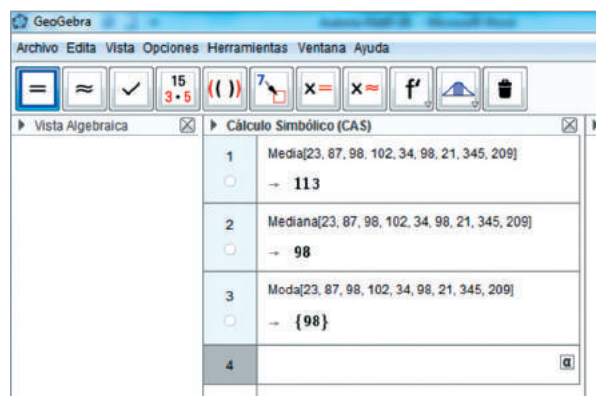 GeoGebra
Archivo Edita Vista Opciones Herramientas Ventana Ayuda
= ≈ ✓ 15 3·5 (( )) 7 x= x≈ f'
Vista Algebraica
Cálculo Simbólico (CAS)
1 Media[23, 87, 98, 102, 34, 98, 21, 345, 209]
→ 113
2 Mediana[23, 87, 98, 102, 34, 98, 21, 345, 209]
→ 98
3 Moda[23, 87, 98, 102, 34, 98, 21, 345, 209]
→ {98}
4 α